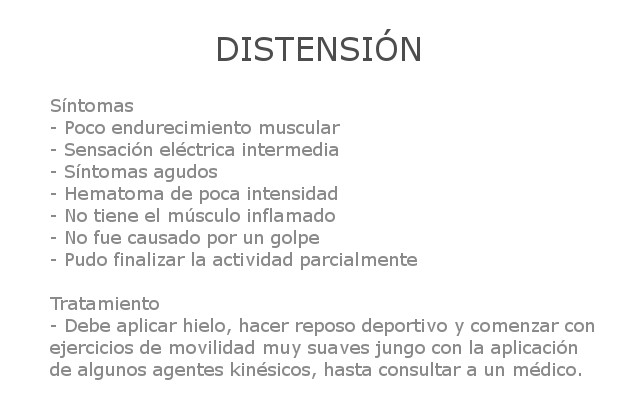 DISTENSIÓN
Síntomas
- Poco endurecimiento muscular
- Sensación eléctrica intermedia
- Síntomas agudos
- Hematoma de poca intensidad
- No tiene el músculo inflamado
- No fue causado por un golpe
- Pudo finalizar la actividad parcialmente
Tratamiento
- Debe aplicar hielo, hacer reposo deportivo y comenzar con
ejercicios de movilidad muy suaves jungo con la aplicación
de algunos agentes kinésicos, hasta consultar a un médico.